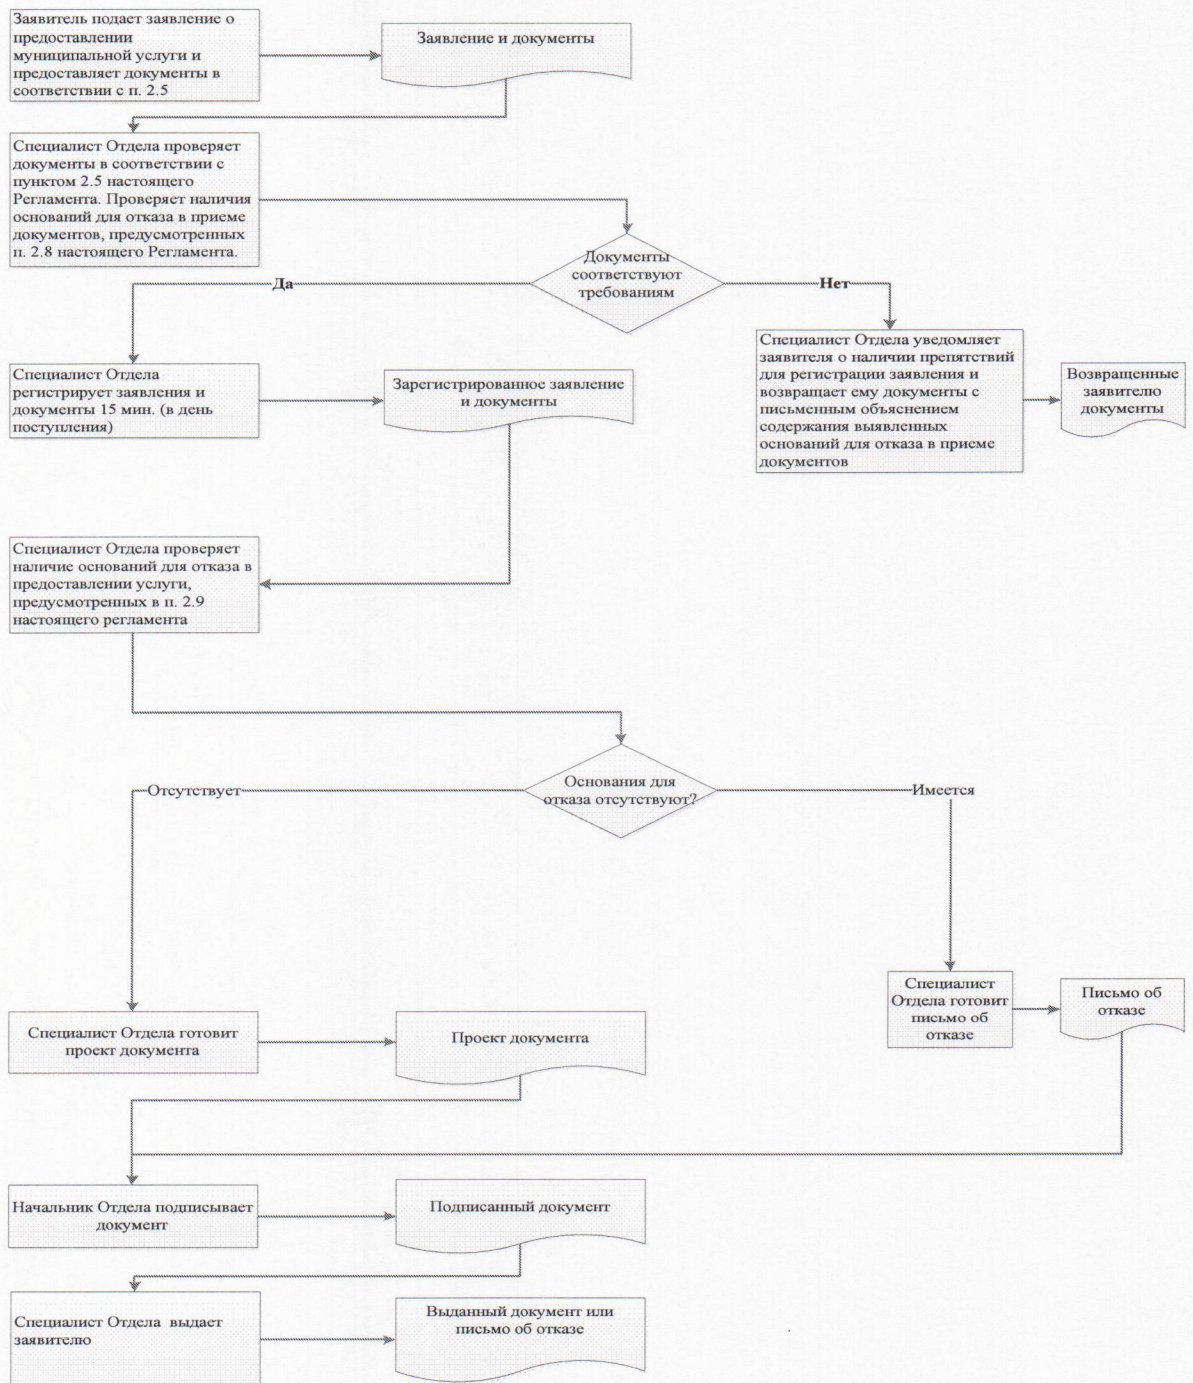 Заявитель подает заявление о
предоставлении
муниципальной услуги и
предоставляет документы в
соответствии с п. 2.5
Заявление и документы
Специалист Отдела проверяет
документы в соответствии с
пунктом 2.5 настоящего
Регламента. Проверяет наличия
оснований для отказа в приеме
документов, предусмотренных
п. 2.8 настоящего Регламента.
Документы
соответствуют
требованиям
Да
Нет
Специалист Отдела
регистрирует заявления и
документы 15 мин. (в день
поступления)
Зарегистрированное заявление
и документы
Специалист Отдела уведомляет
заявителя о наличии препятствий
для регистрации заявления и
возвращает ему документы с
письменным объяснением
содержания выявленных
оснований для отказа в приеме
документов
Возвращенные
заявителю
документы
Специалист Отдела проверяет
наличие оснований для отказа в
предоставлении услуги,
предусмотренных в п. 2.9
настоящего регламента
Основания для
отказа отсутствуют?
Отсутствует
Имеется
Специалист
Отдела готовит
письмо об
отказе
Письмо об
отказе
Специалист Отдела готовит
проект документа
Проект документа
Начальник Отдела подписывает
документ
Подписанный документ
Специалист Отдела выдает
заявителю
Выданный документ или
письмо об отказе